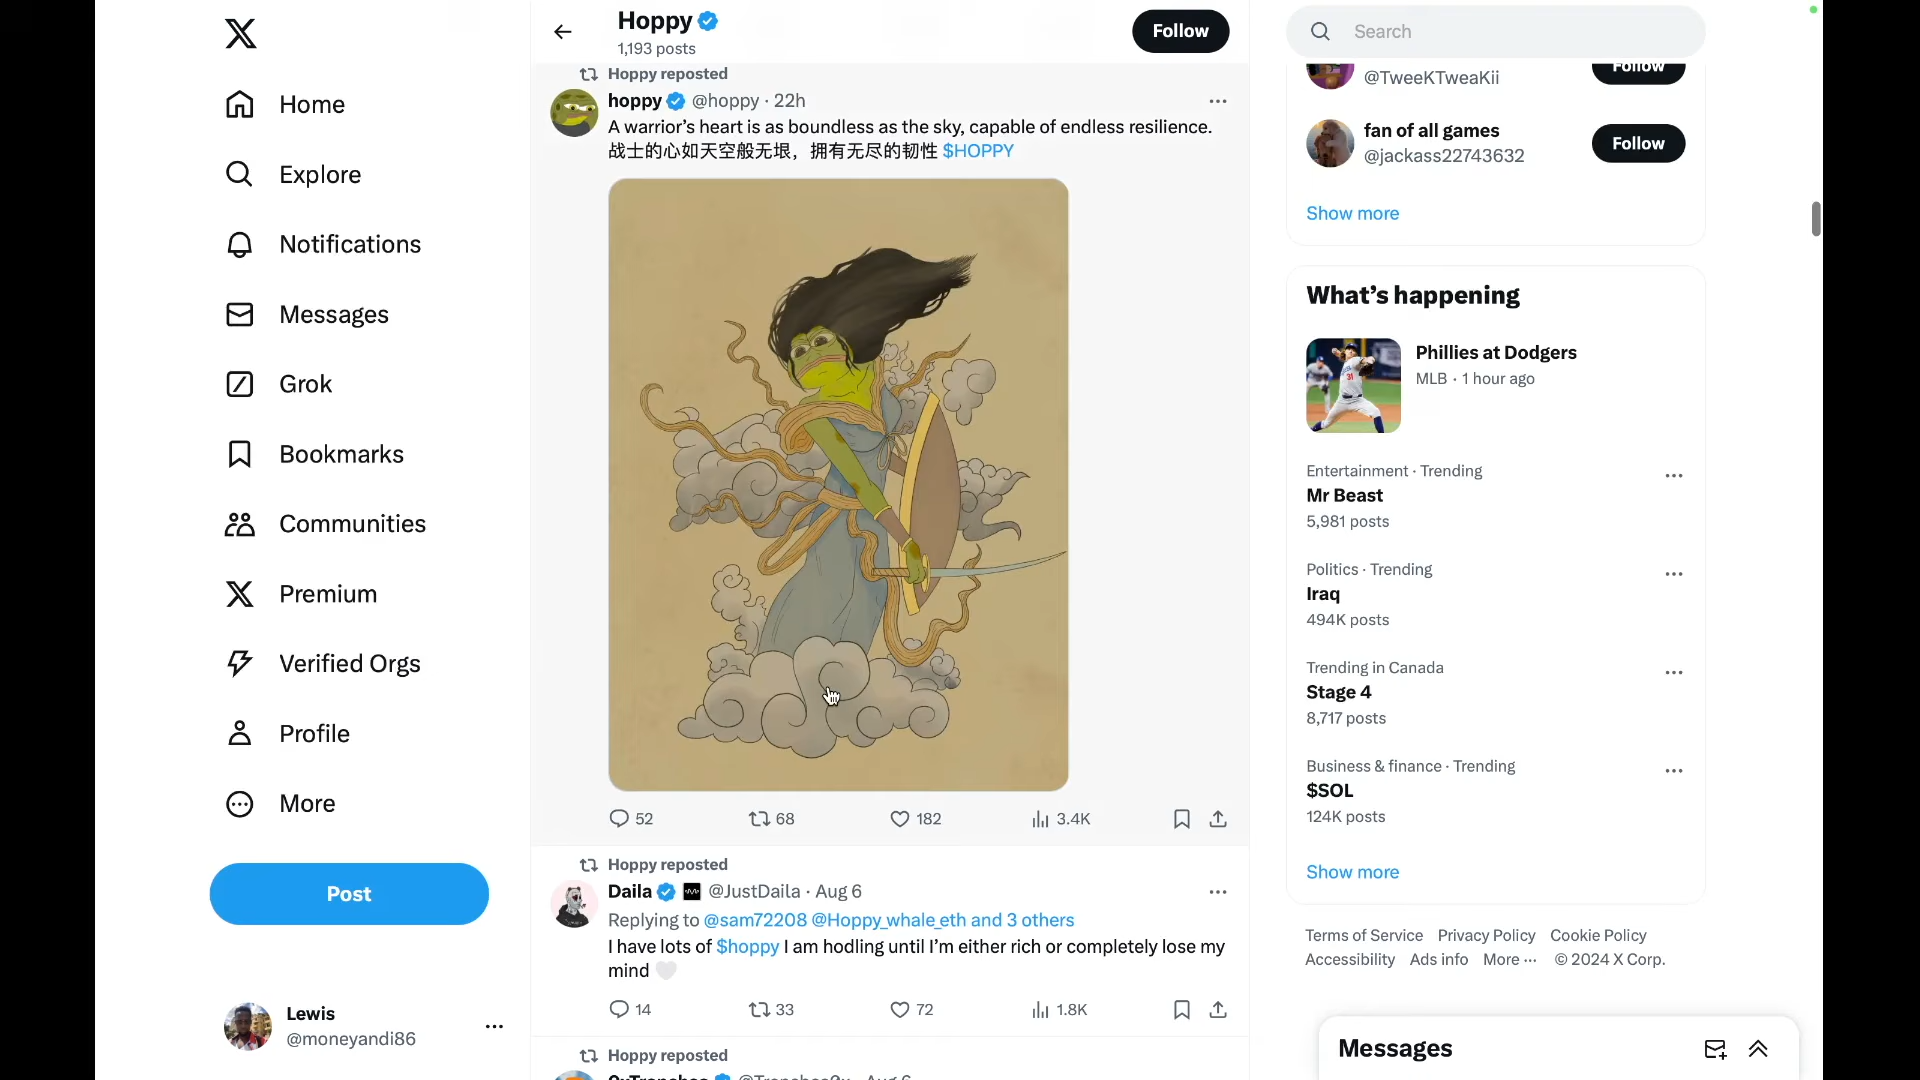 Home
Explore
Notifications
Messages
Grok
Bookmarks
Communities
Premium
Verified Orgs
Profile
More
Post
Lewis
@moneyandi86
Hoppy
1,193 posts
Follow
Hoppy reposted
hoppy @hoppy · 22h
A warrior’s heart is as boundless as the sky, capable of endless resilience.
战士的心如天空般无垠，拥有无尽的韧性 $HOPPY
52 68 182 3.4K
Hoppy reposted
Daila @JustDaila · Aug 6
Replying to @sam72208 @Hoppy_whale_eth and 3 others
I have lots of $hoppy I am hodling until I’m either rich or completely lose my
mind
14 33 72 1.8K
Hoppy reposted
Search
@TweeKTweaKii
Follow
fan of all games
@jackass22743632
Follow
Show more
What’s happening
Phillies at Dodgers
MLB · 1 hour ago
Entertainment · Trending
Mr Beast
5,981 posts
Politics · Trending
Iraq
494K posts
Trending in Canada
Stage 4
8,717 posts
Business & finance · Trending
$SOL
124K posts
Show more
Terms of Service Privacy Policy Cookie Policy
Accessibility Ads info More ··· © 2024 X Corp.
Messages